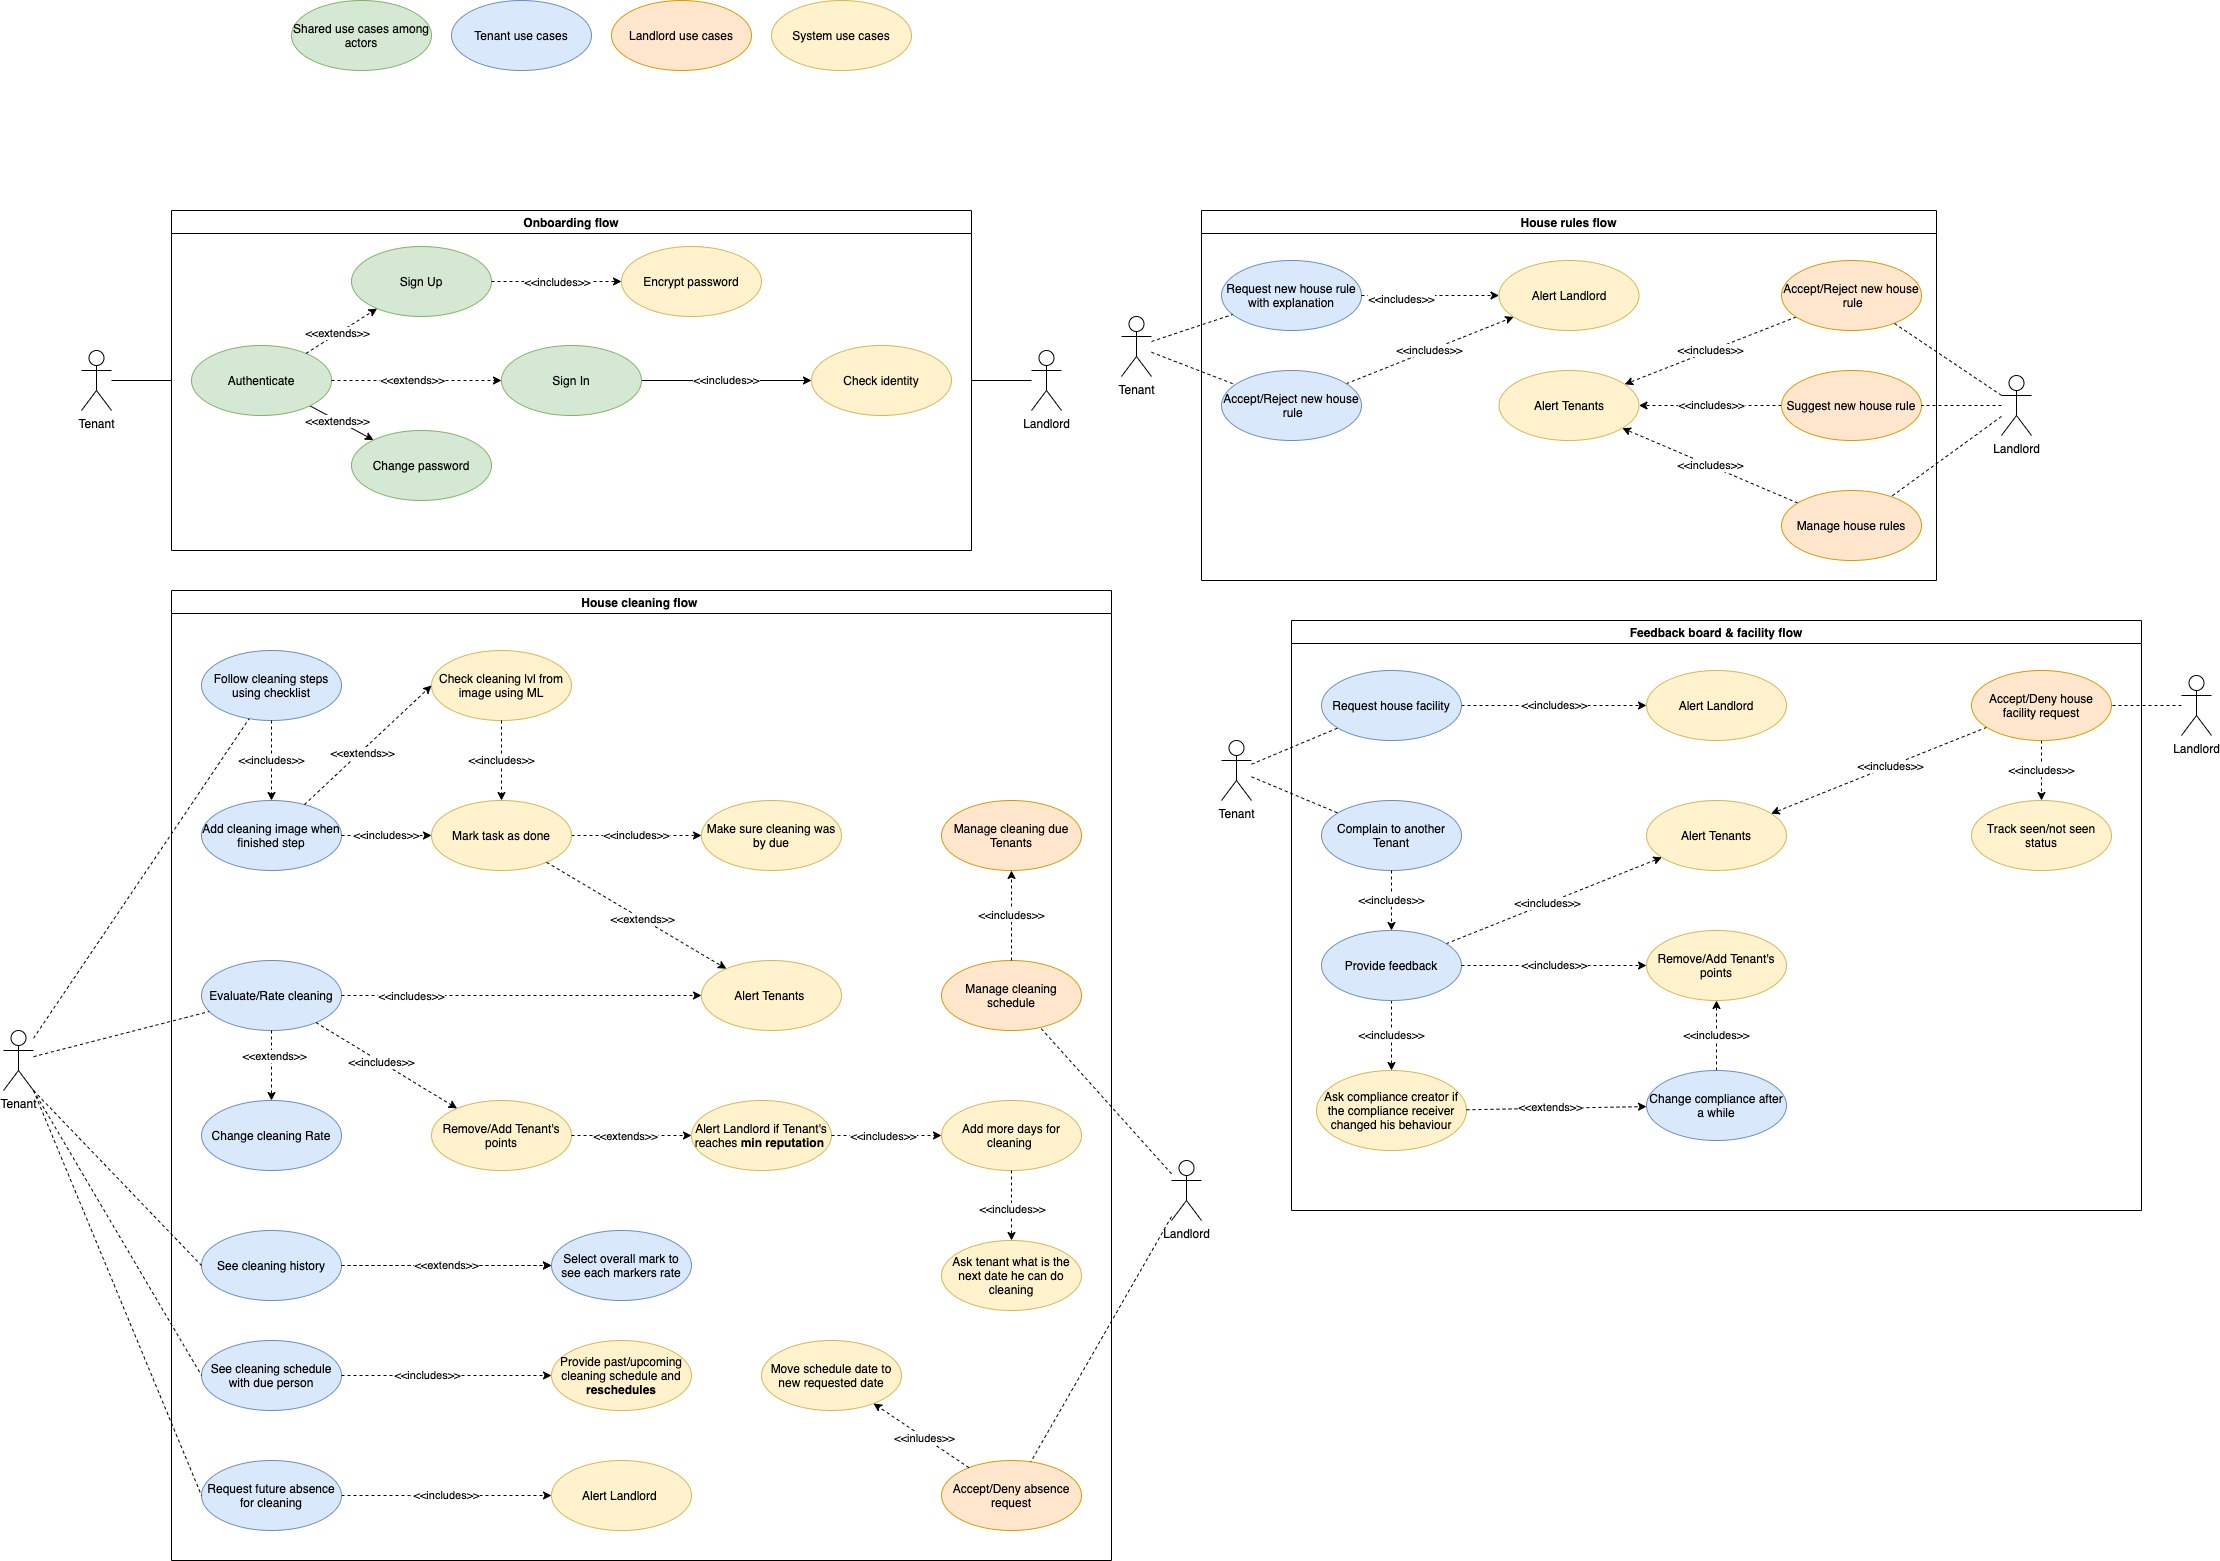 Shared use cases among
actors
Tenant use cases
Landlord use cases
System use cases
Onboarding flow
Sign Up
<<includes>>
Encrypt password
<<extends>>
Authenticate
<<extends>>
Sign In
<<includes>>
Check identity
<<extends>>
Change password
Tenant
Landlord
House rules flow
Request new house rule
with explanation
<<includes>>
Alert Landlord
Accept/Reject new house
rule
<<includes>>
<<includes>>
Tenant
Accept/Reject new house
rule
Alert Tenants
<<includes>>
Suggest new house rule
Landlord
<<includes>>
Manage house rules
House cleaning flow
Follow cleaning steps
using checklist
Check cleaning lvl from
image using ML
<<extends>>
<<includes>>
<<includes>>
Add cleaning image when
finished step
<<includes>>
Mark task as done
<<includes>>
Make sure cleaning was
by due
Manage cleaning due
Tenants
<<extends>>
<<includes>>
Evaluate/Rate cleaning
<<includes>>
Alert Tenants
Manage cleaning
schedule
<<extends>>
<<includes>>
Tenant
Change cleaning Rate
Remove/Add Tenant's
points
<<extends>>
Alert Landlord if Tenant's
reaches min reputation
<<includes>>
Add more days for
cleaning
<<includes>>
Landlord
See cleaning history
<<extends>>
Select overall mark to
see each markers rate
Ask tenant what is the
next date he can do
cleaning
See cleaning schedule
with due person
<<includes>>
Provide past/upcoming
cleaning schedule and
reschedules
Move schedule date to
new requested date
<<inludes>>
Request future absence
for cleaning
<<includes>>
Alert Landlord
Accept/Deny absence
request
Feedback board & facility flow
Request house facility
<<includes>>
Alert Landlord
Accept/Deny house
facility request
Landlord
<<includes>>
<<includes>>
Tenant
Complain to another
Tenant
Alert Tenants
Track seen/not seen
status
<<includes>>
<<includes>>
Provide feedback
<<includes>>
Remove/Add Tenant's
points
<<includes>>
<<includes>>
Ask compliance creator if
the compliance receiver
changed his behaviour
<<extends>>
Change compliance after
a while